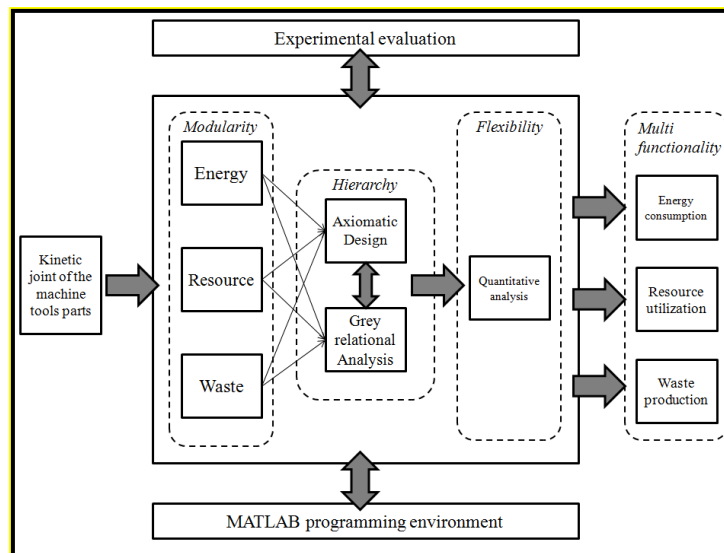 Experimental evaluation
Modularity
Energy
Resource
Waste
Hierarchy
Axiomatic
Design
Grey
relational
Analysis
Flexibility
Quantitative
analysis
Multi
functionality
Energy
consumption
Resource
utilization
Waste
production
Kinetic
joint of the
machine
tools parts
MATLAB programming environment